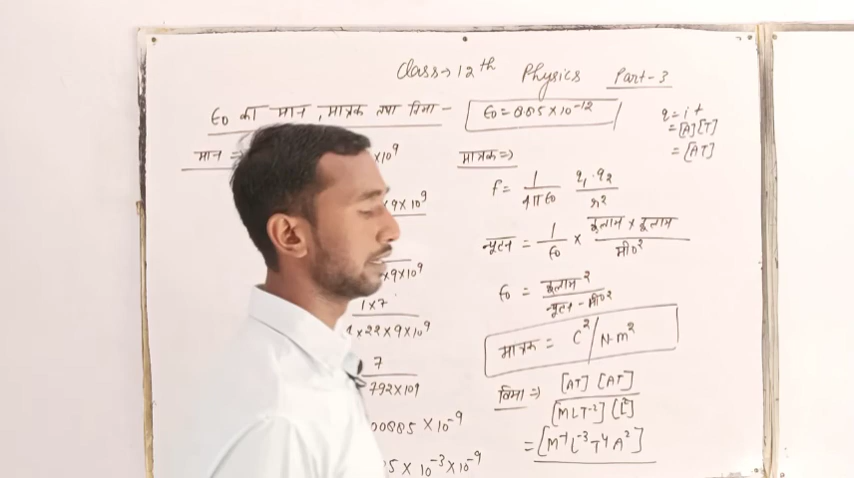 Class→ 12th Physics Part-3
ϵ0 का मान, मात्रक तथा विमा-
ϵ0 = 885×10⁻¹²
q = i t
= [A][T]
= [AT]
मान ⇒
×10⁹
9×10⁹
×9×10⁹
1×7
×22×9×10⁹
7
792×10⁹
00885 ×10⁻⁹
5 × 10⁻³×10⁻⁹
मात्रक⇒
F = 1/4πϵ0 q₁·q₂/r²
न्यूटन = 1/ϵ0 × कूलाम × कूलाम/मी०²
ϵ0 = कूलाम²/न्यूटन-मी०²
मात्रक = C²/N·m²
विमा ⇒ [AT] [AT]/[MLT⁻²] [L²]
= [M⁻¹L⁻³T⁴A²]